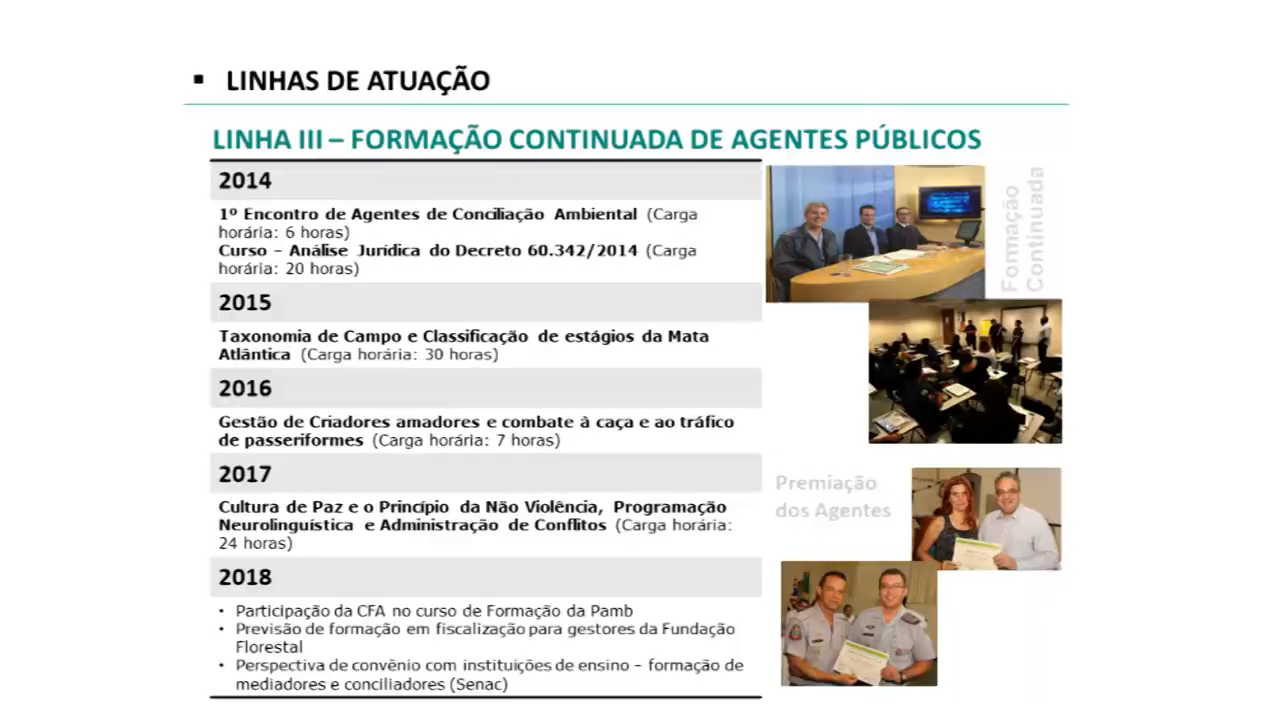 ▪ LINHAS DE ATUAÇÃO
LINHA III – FORMAÇÃO CONTINUADA DE AGENTES PÚBLICOS
2014
1º Encontro de Agentes de Conciliação Ambiental (Carga
horária: 6 horas)
Curso – Análise Jurídica do Decreto 60.342/2014 (Carga
horária: 20 horas)
2015
Taxonomia de Campo e Classificação de estágios da Mata
Atlântica (Carga horária: 30 horas)
2016
Gestão de Criadores amadores e combate à caça e ao tráfico
de passeriformes (Carga horária: 7 horas)
2017
Cultura de Paz e o Princípio da Não Violência, Programação
Neurolinguística e Administração de Conflitos (Carga horária:
24 horas)
2018
• Participação da CFA no curso de Formação da Pamb
• Previsão de formação em fiscalização para gestores da Fundação
Florestal
• Perspectiva de convênio com instituições de ensino – formação de
mediadores e conciliadores (Senac)
Formação
Continuada
Premiação
dos Agentes